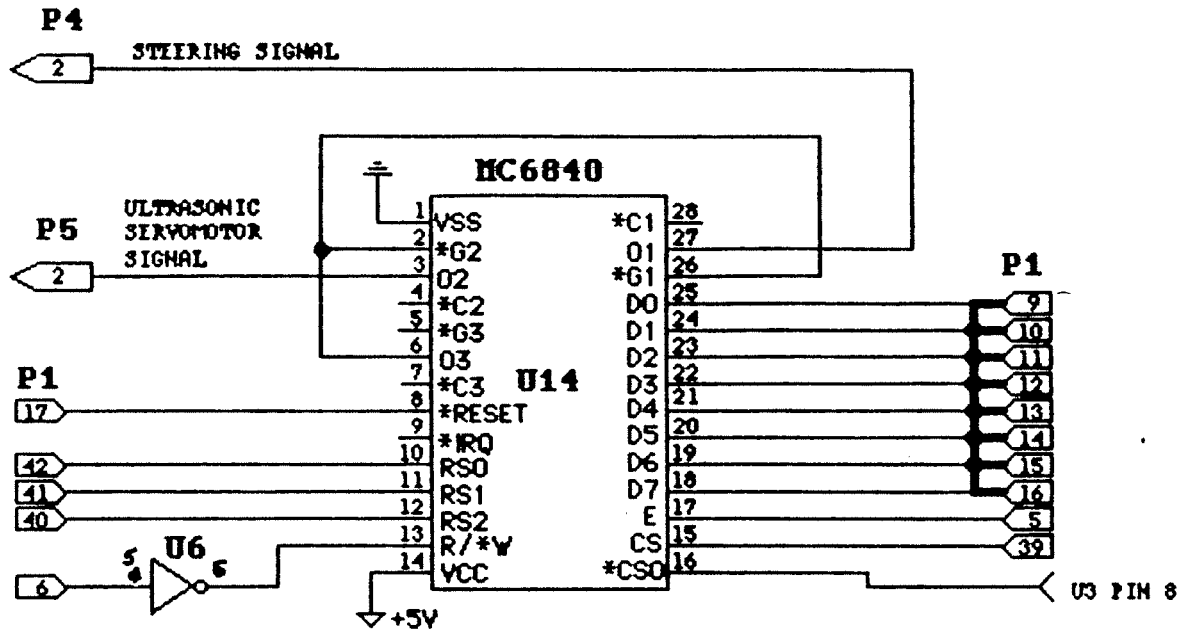 P4
2 STEERING SIGNAL
MC6840
P5
ULTRASONIC
SERVOMOTOR
SIGNAL
2
1 VSS
2 *G2
3 O2
4 *C2
5 *G3
6 O3
7 *C3
8 *RESET
9 *IRQ
10 RS0
11 RS1
12 RS2
13 R/*W
14 VCC
U14
*C1 28
O1 27
*G1 26
D0 25
D1 24
D2 23
D3 22
D4 21
D5 20
D6 19
D7 18
E 17
CS 15
*CS0 16
P1
9
10
11
12
13
14
15
16
5
39
U3 PIN 8
P1
17
42
41
40
6
U6
+5V